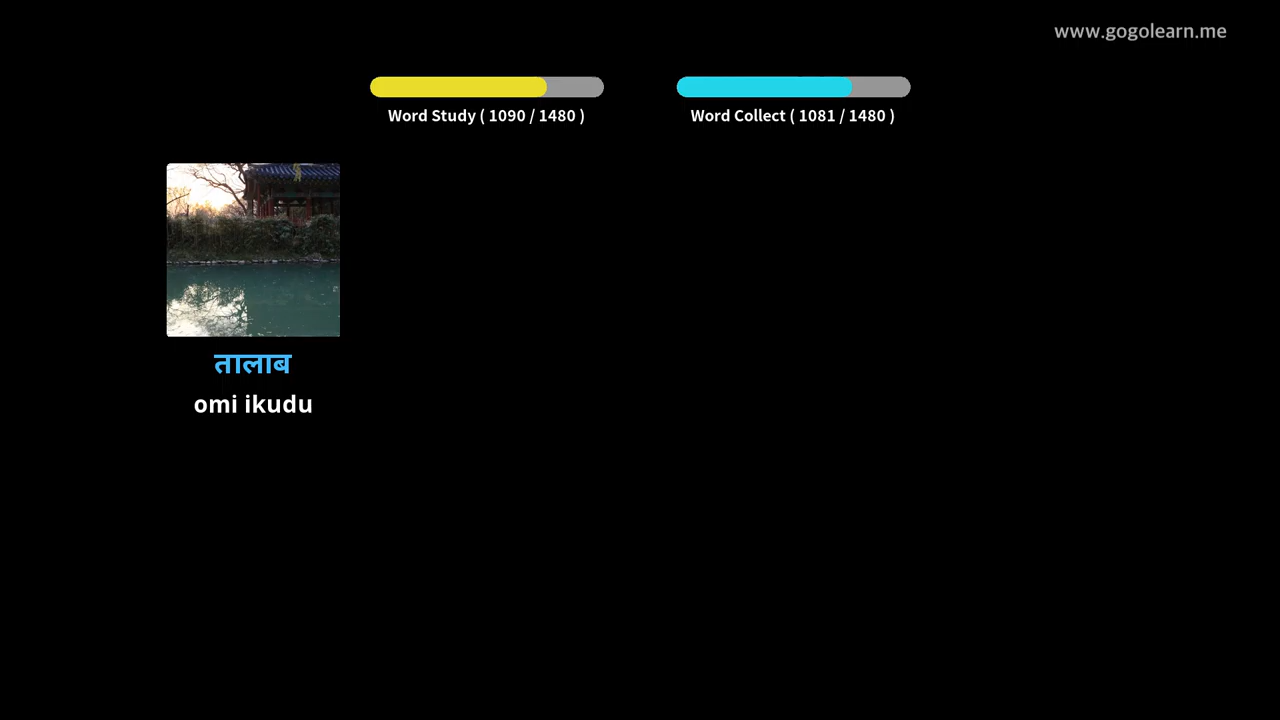 www.gogolearn.me
Word Study ( 1090 / 1480 )
Word Collect ( 1081 / 1480 )
तालाब
omi ikudu